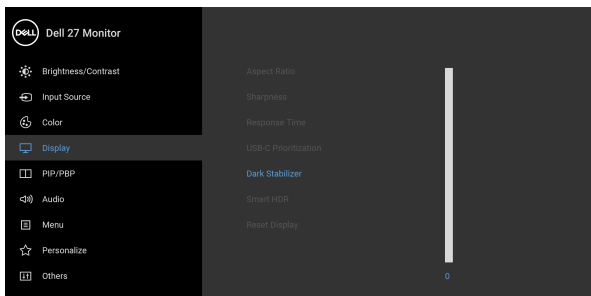 DELL Dell 27 Monitor
Brightness/Contrast
Input Source
Color
Display
PIP/PBP
Audio
Menu
Personalize
Others
Aspect Ratio
Sharpness
Response Time
USB-C Prioritization
Dark Stabilizer
Smart HDR
Reset Display
0